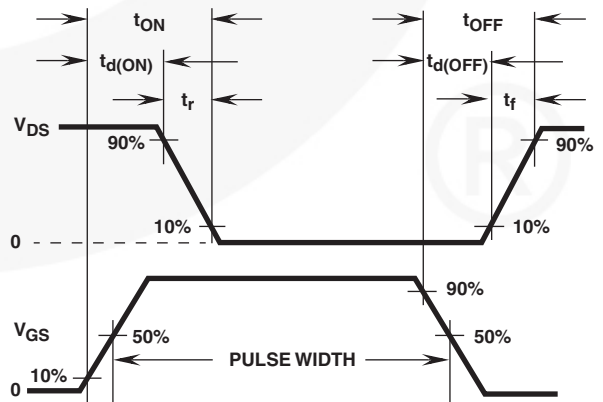 tON tOFF
td(ON) td(OFF)
tr tf
VDS
90% 90%
10% 10%
0
90%
VGS 50% 50%
PULSE WIDTH
10%
0
®